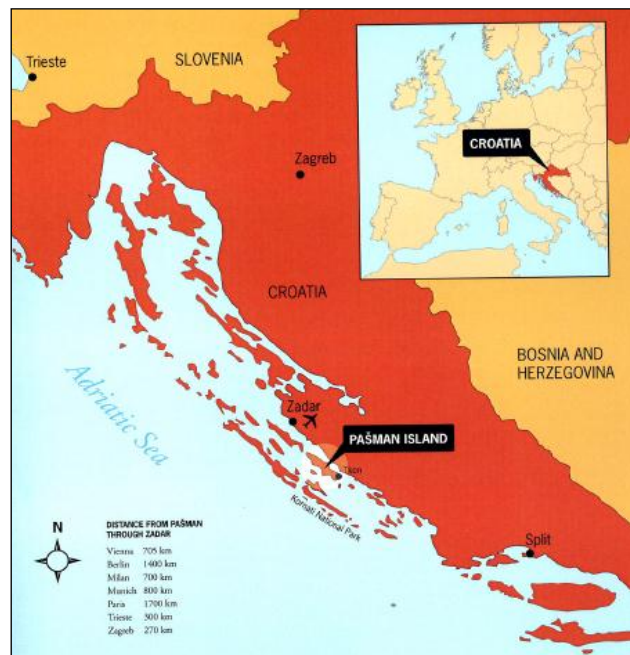 SLOVENIA
Trieste
CROATIA
Zagreb
CROATIA
BOSNIA AND
HERZEGOVINA
Adriatic Sea
Zadar
PAŠMAN ISLAND
Tkon
Kornati National Park
Split
N
DISTANCE FROM PAŠMAN
THROUGH ZADAR
Vienna 705 km
Berlin 1400 km
Milan 700 km
Munich 800 km
Paris 1700 km
Trieste 300 km
Zagreb 270 km